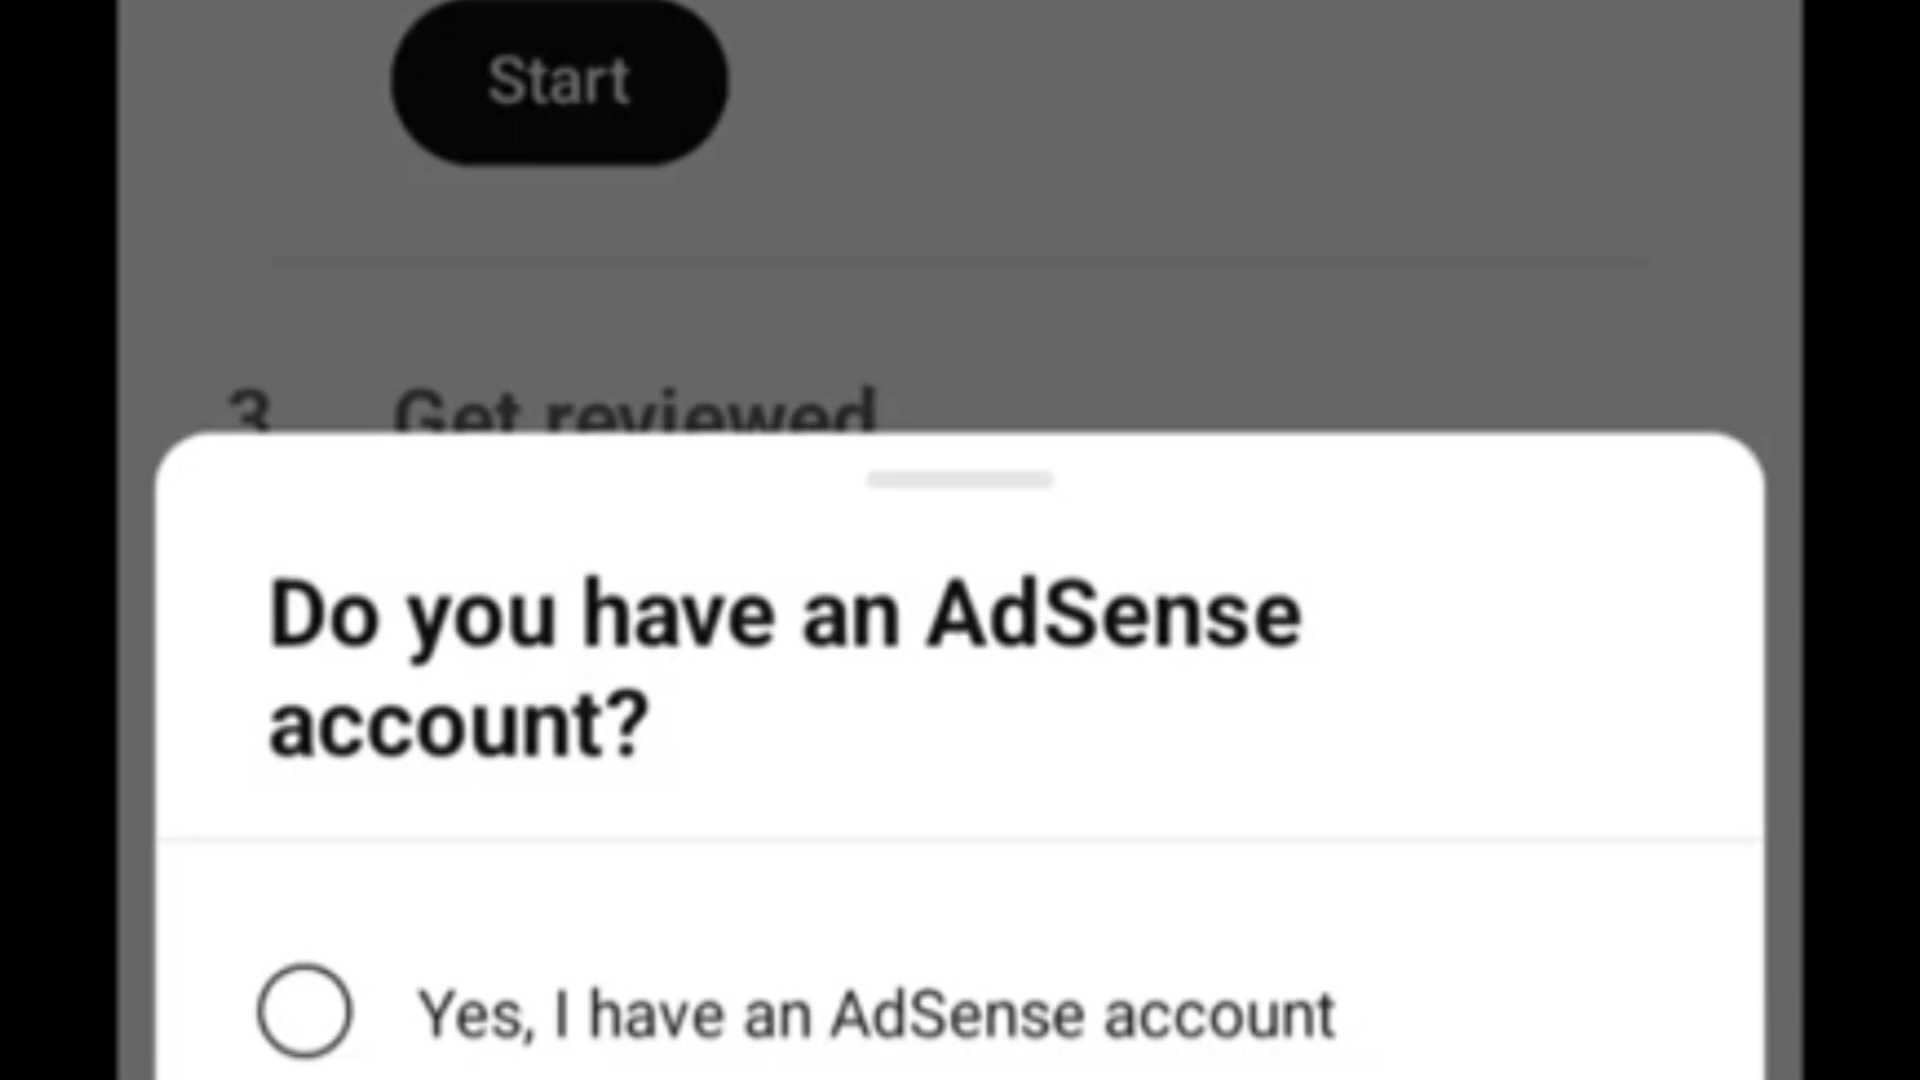 Start
3 Get reviewed
Do you have an AdSense
account?
Yes, I have an AdSense account